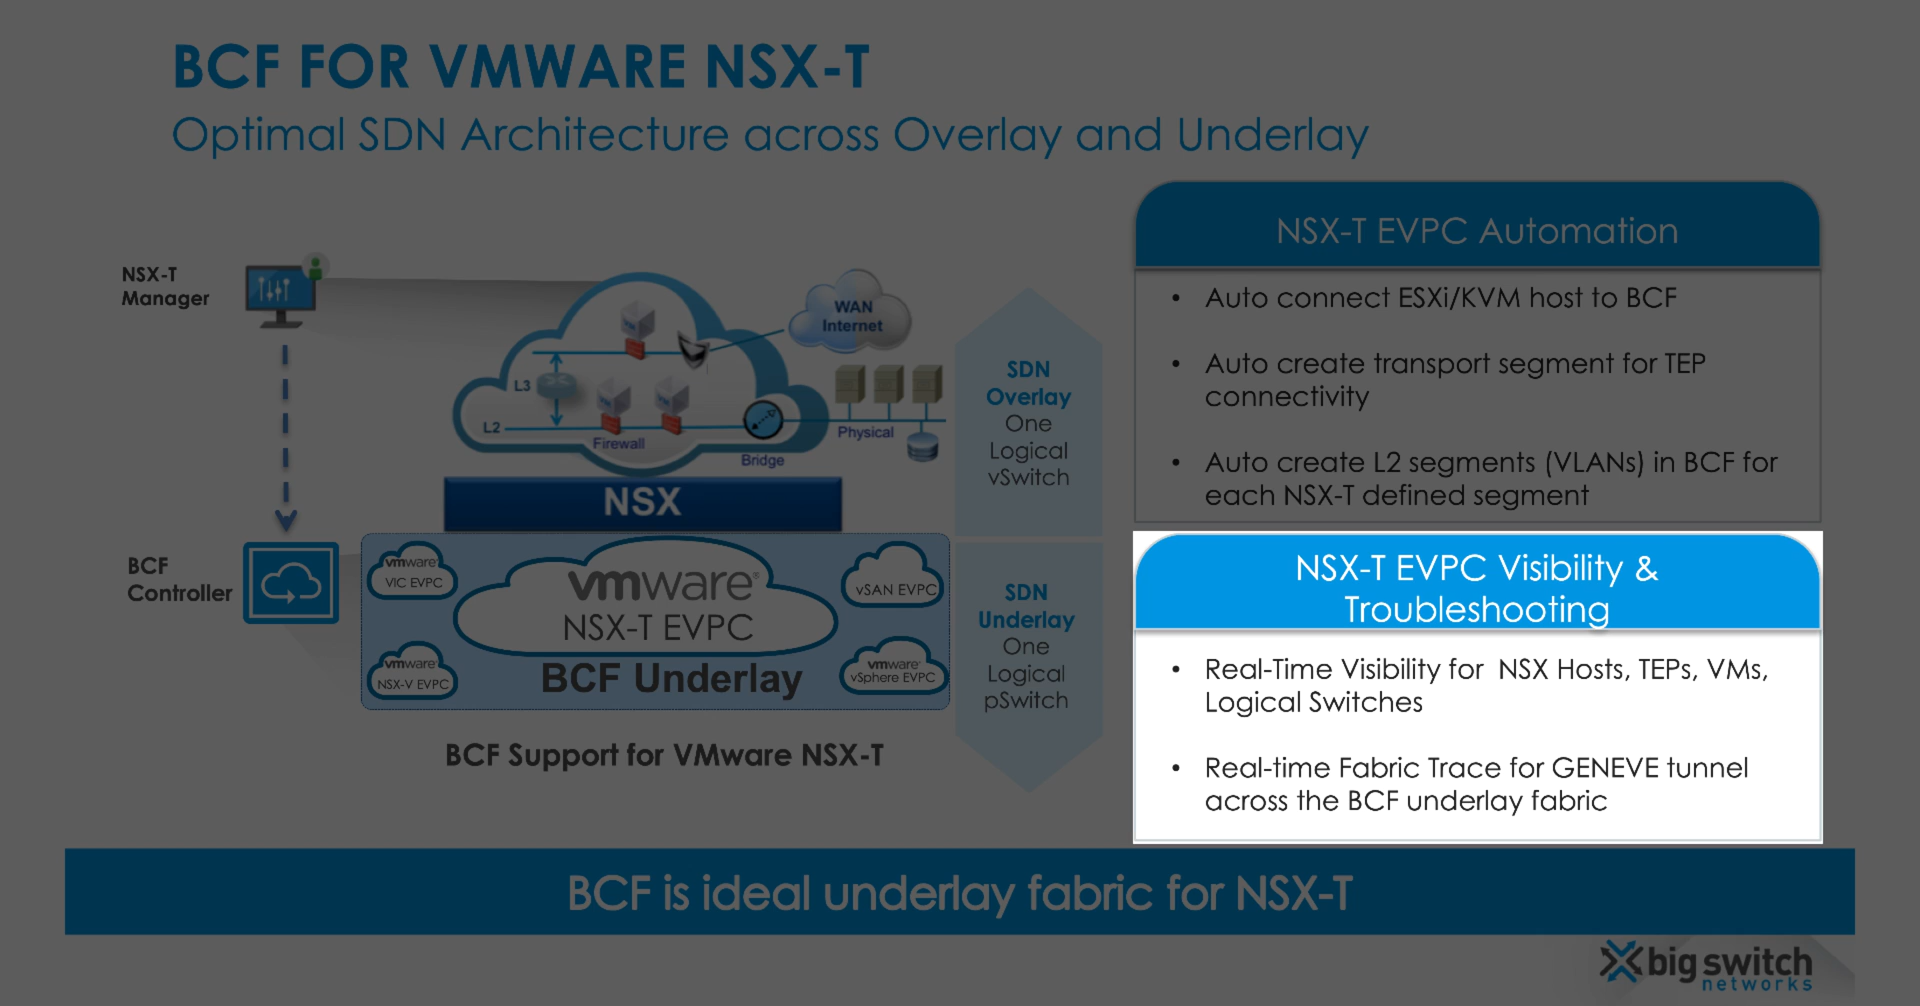 BCF FOR VMWARE NSX-T
Optimal SDN Architecture across Overlay and Underlay
NSX-T
Manager
WAN
Internet
L3
L2
Firewall
Bridge
Physical
NSX
SDN
Overlay
One
Logical
vSwitch
BCF
Controller
vmware
VIC EVPC
vmware®
NSX-T EVPC
vSAN EVPC
vmware
NSX-V EVPC
BCF Underlay
vmware
vSphere EVPC
SDN
Underlay
One
Logical
pSwitch
BCF Support for VMware NSX-T
NSX-T EVPC Automation
• Auto connect ESXi/KVM host to BCF
• Auto create transport segment for TEP
connectivity
• Auto create L2 segments (VLANs) in BCF for
each NSX-T defined segment
NSX-T EVPC Visibility &
Troubleshooting
• Real-Time Visibility for NSX Hosts, TEPs, VMs,
Logical Switches
• Real-time Fabric Trace for GENEVE tunnel
across the BCF underlay fabric
BCF is ideal underlay fabric for NSX-T
big switch
networks